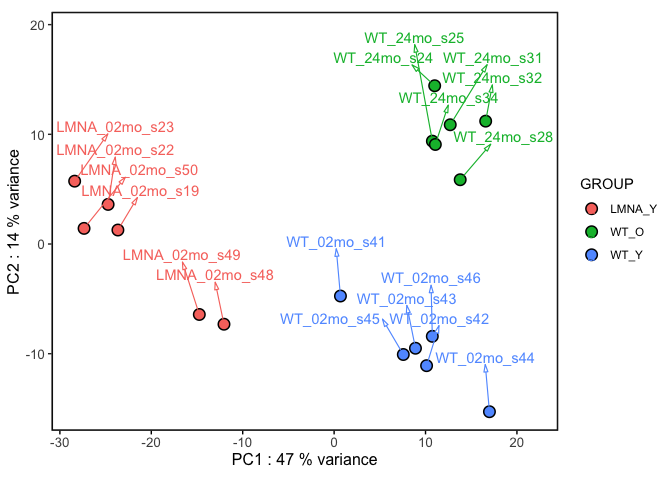 20
10
0
-10
-30
-20
-10
0
10
20
PC2 : 14 % variance
PC1 : 47 % variance
WT_24mo_s25
WT_24mo_s24
WT_24mo_s31
WT_24mo_s32
WT_24mo_s34
WT_24mo_s28
LMNA_02mo_s23
LMNA_02mo_s22
LMNA_02mo_s50
LMNA_02mo_s19
LMNA_02mo_s49
LMNA_02mo_s48
WT_02mo_s41
WT_02mo_s46
WT_02mo_s43
WT_02mo_s45
WT_02mo_s42
WT_02mo_s44
GROUP
LMNA_Y
WT_O
WT_Y